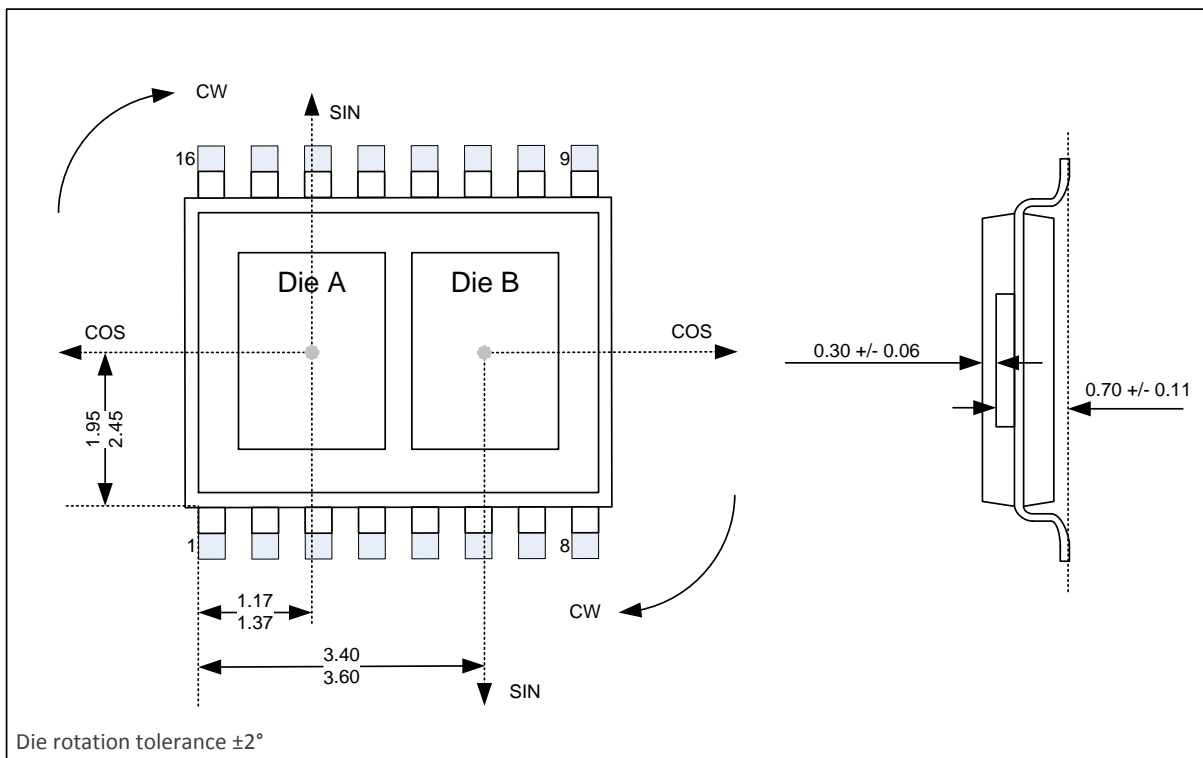 CW
SIN
16
9
Die A
Die B
COS
COS
0.30 +/- 0.06
0.70 +/- 0.11
1.95
2.45
1
8
1.17
1.37
CW
3.40
3.60
SIN
Die rotation tolerance ±2°